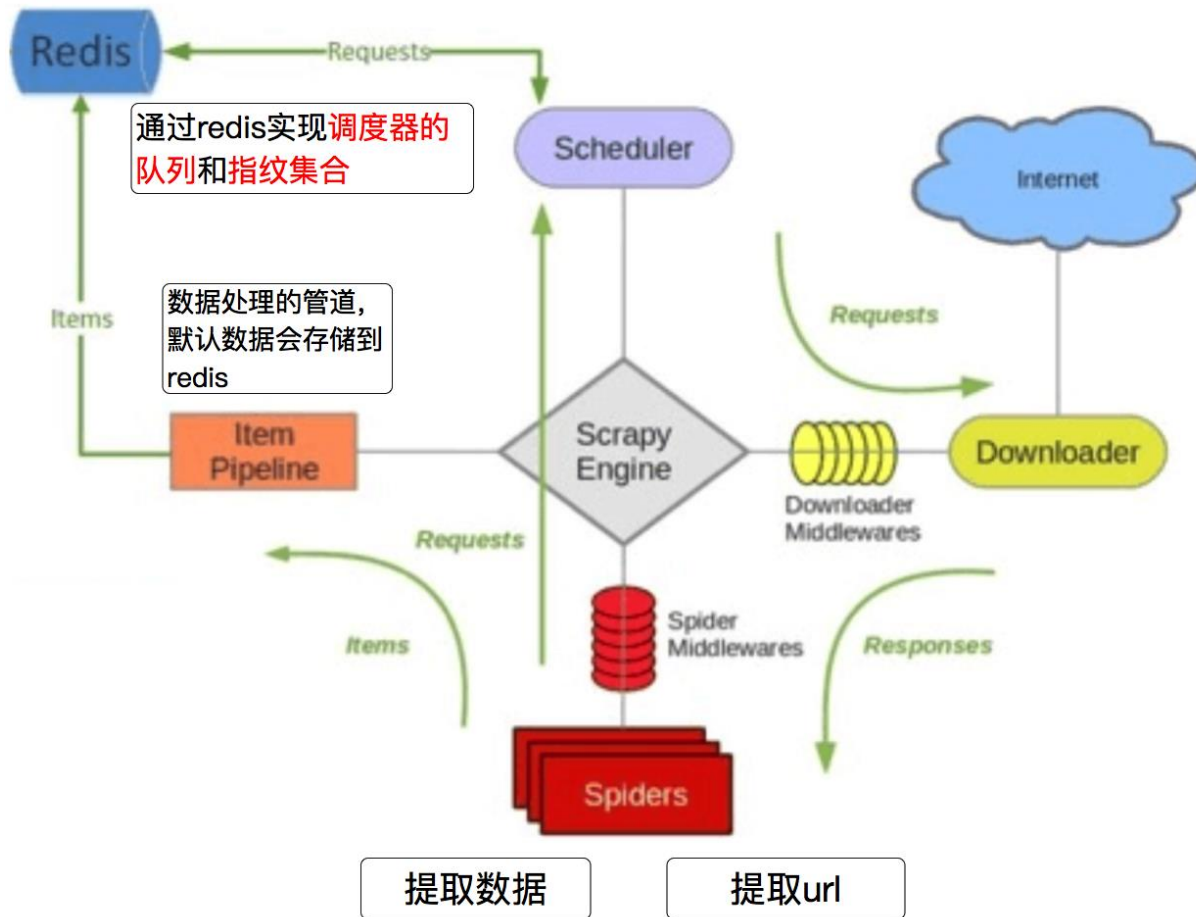 Redis
Requests
通过redis实现调度器的
队列和指纹集合
Scheduler
Internet
数据处理的管道，
默认数据会存储到
redis
Items
Requests
Item
Pipeline
Scrapy
Engine
Downloader
Downloader
Middlewares
Requests
Items
Spider
Middlewares
Responses
Spiders
提取数据
提取url